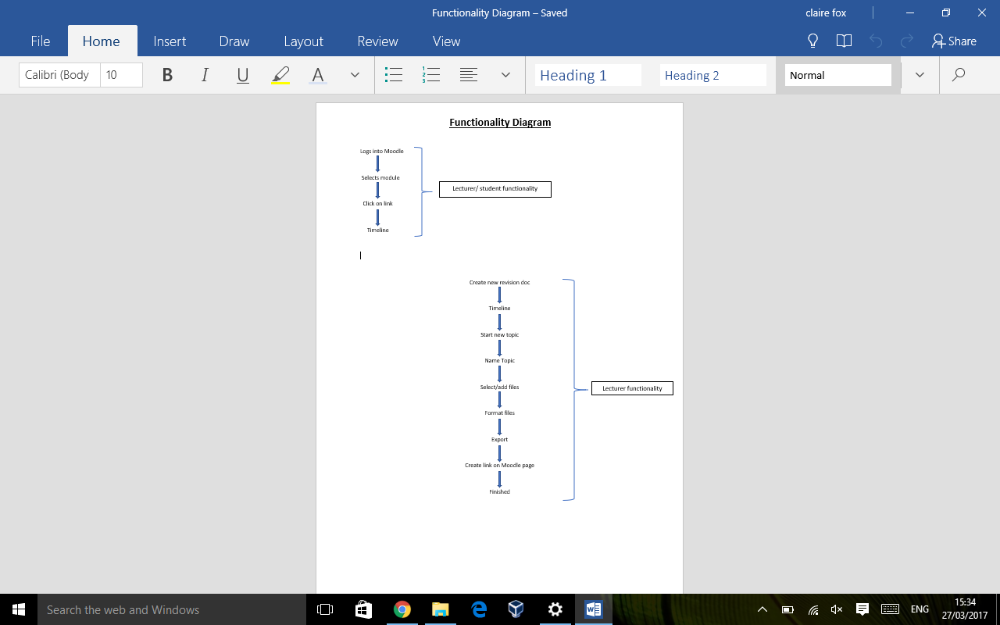 Functionality Diagram – Saved
claire fox
File Home Insert Draw Layout Review View
Share
Calibri (Body 10 B I U A
1
2
3
Heading 1 Heading 2 Normal
Functionality Diagram
Logs into Moodle
Selects module
Click on link
Timeline
Lecturer/ student functionality
Create new revision doc
Timeline
Start new topic
Name Topic
Select/add files
Format files
Export
Create link on Moodle page
Finished
Lecturer functionality
Search the web and Windows
ENG
15:34
27/03/2017